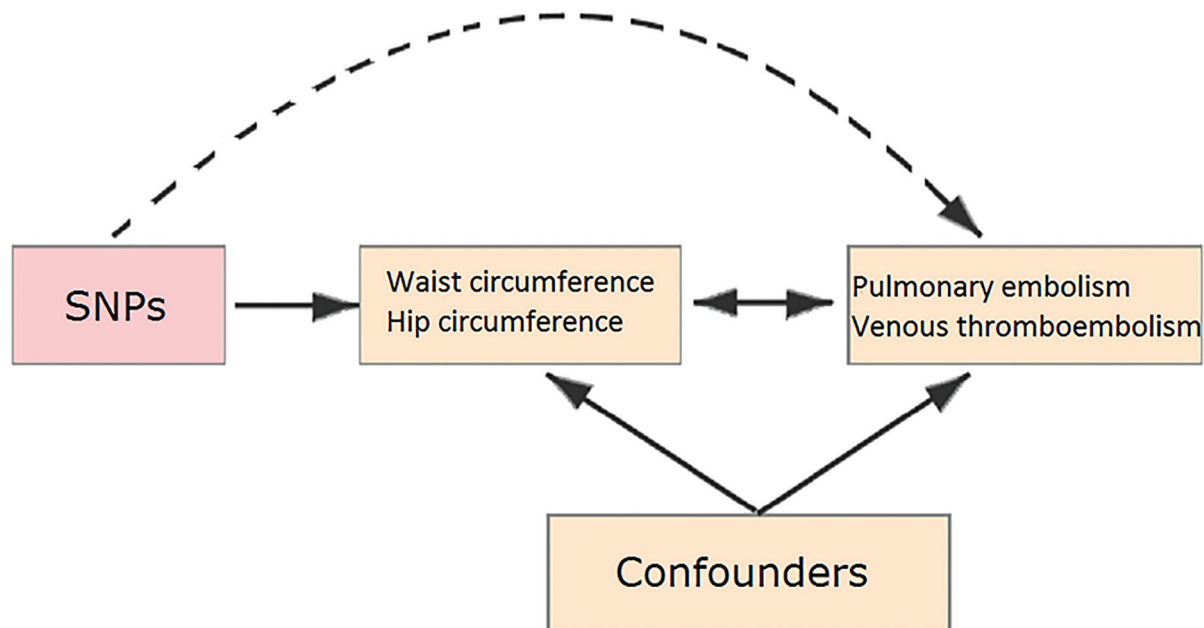 SNPs
Waist circumference
Hip circumference
Pulmonary embolism
Venous thromboembolism
Confounders